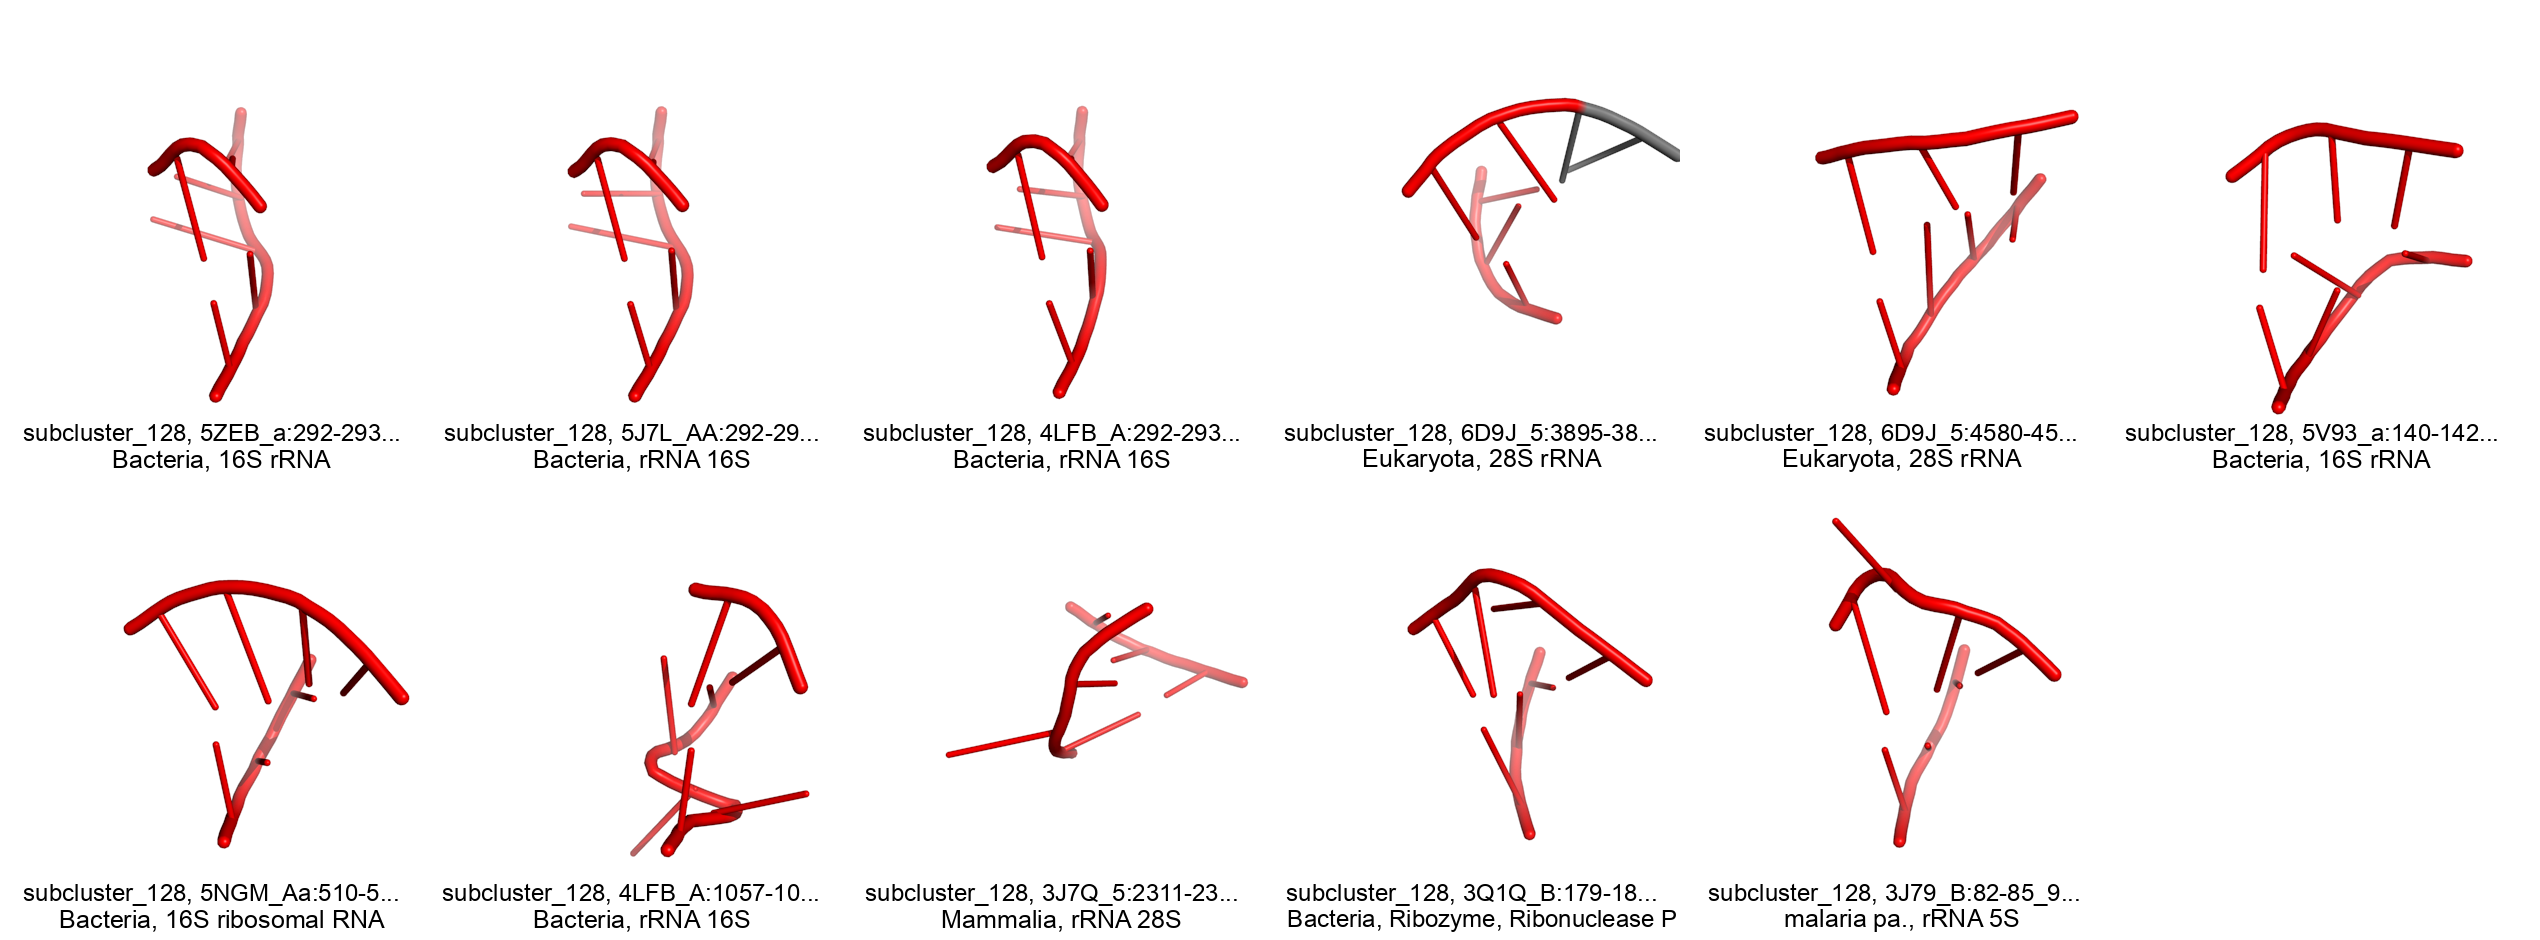 subcluster_128, 5ZEB_a:292-293...
Bacteria, 16S rRNA
subcluster_128, 5J7L_AA:292-29...
Bacteria, rRNA 16S
subcluster_128, 4LFB_A:292-293...
Bacteria, rRNA 16S
subcluster_128, 6D9J_5:3895-38...
Eukaryota, 28S rRNA
subcluster_128, 6D9J_5:4580-45...
Eukaryota, 28S rRNA
subcluster_128, 5V93_a:140-142...
Bacteria, 16S rRNA
subcluster_128, 5NGM_Aa:510-5...
Bacteria, 16S ribosomal RNA
subcluster_128, 4LFB_A:1057-10...
Bacteria, rRNA 16S
subcluster_128, 3J7Q_5:2311-23...
Mammalia, rRNA 28S
subcluster_128, 3Q1Q_B:179-18...
Bacteria, Ribozyme, Ribonuclease P
subcluster_128, 3J79_B:82-85_9...
malaria pa., rRNA 5S